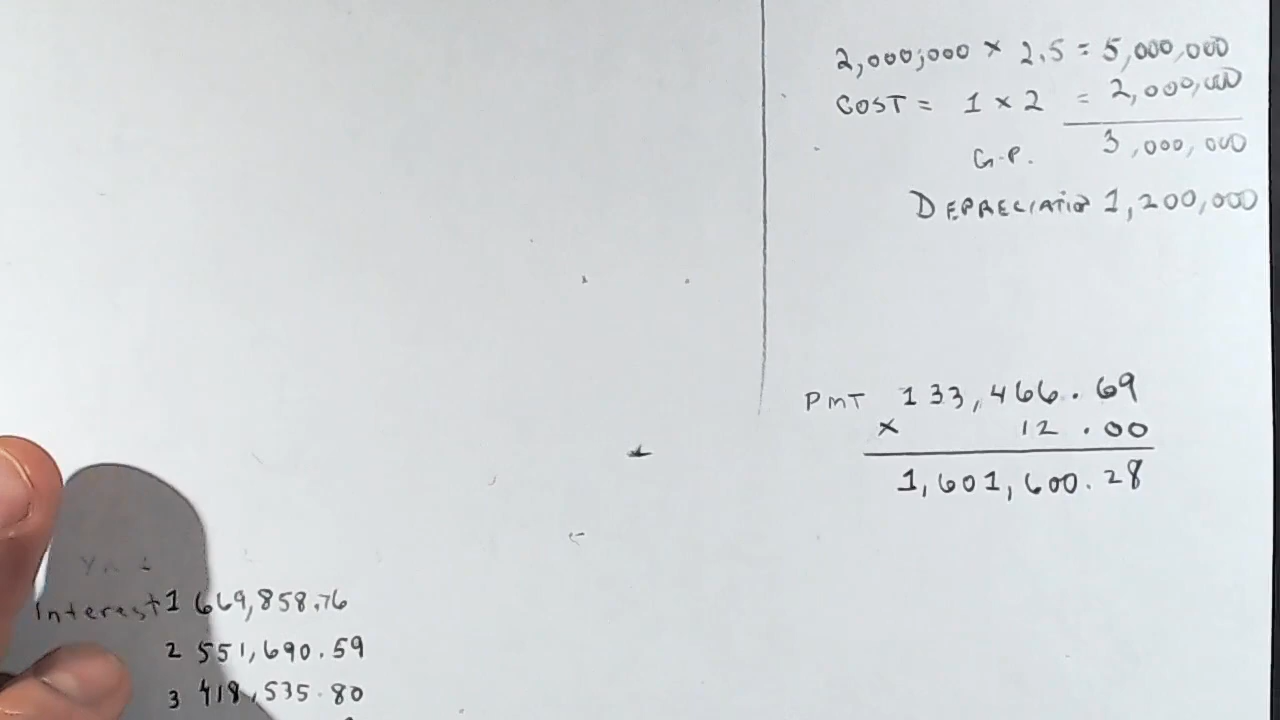 2,000,000 × 2.5 = 5,000,000
COST = 1 × 2 = 2,000,000
G.P. 3,000,000
DEPRECIATIO 1,200,000
PMT 133,466.69
× 12.00
1,601,600.28
Interest 1 669,858.76
2 551,690.59
3 418,535.80